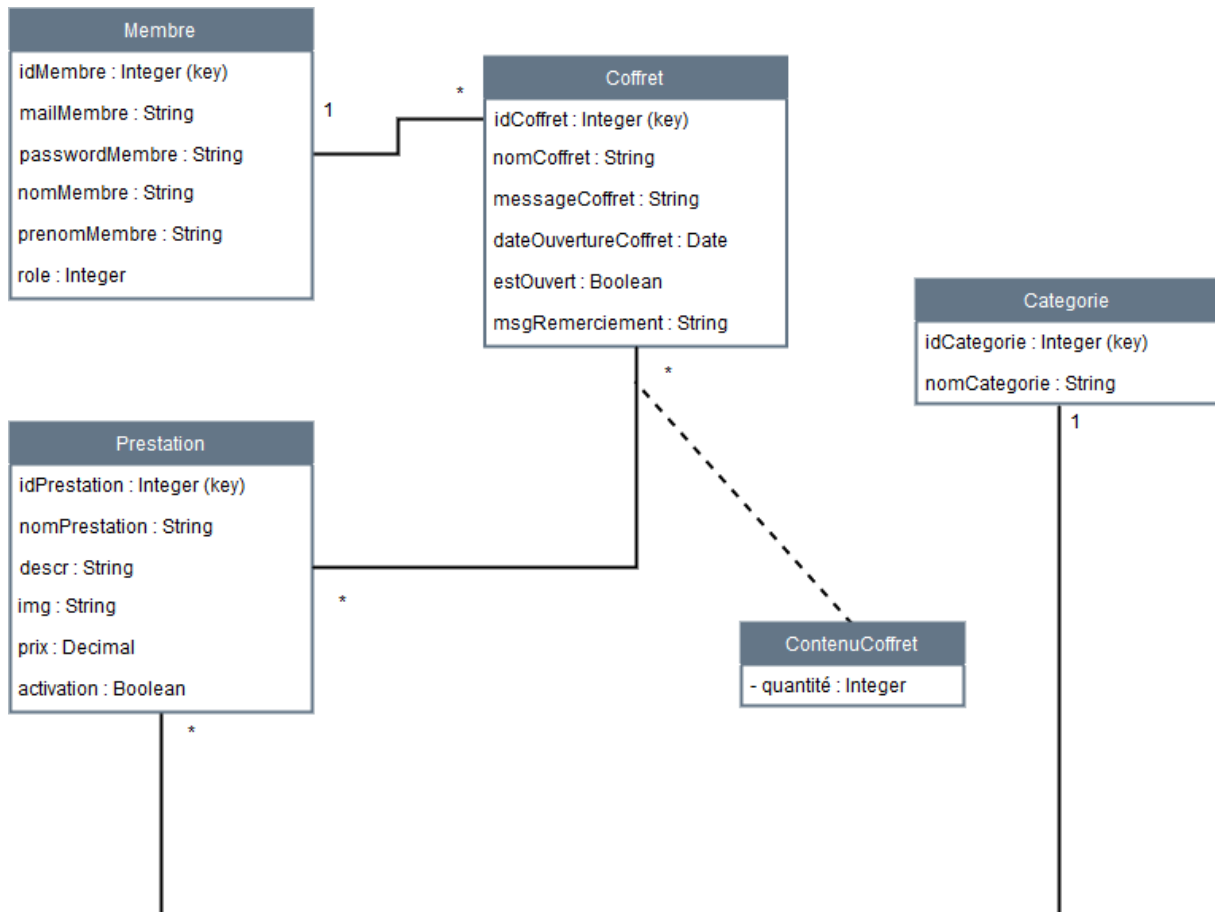 Membre
idMembre : Integer (key)
mailMembre : String
passwordMembre : String
nomMembre : String
prenomMembre : String
role : Integer
1
*
Coffret
idCoffret : Integer (key)
nomCoffret : String
messageCoffret : String
dateOuvertureCoffret : Date
estOuvert : Boolean
msgRemerciement : String
*
Categorie
idCategorie : Integer (key)
nomCategorie : String
1
Prestation
idPrestation : Integer (key)
nomPrestation : String
descr : String
img : String
prix : Decimal
activation : Boolean
*
*
ContenuCoffret
- quantité : Integer